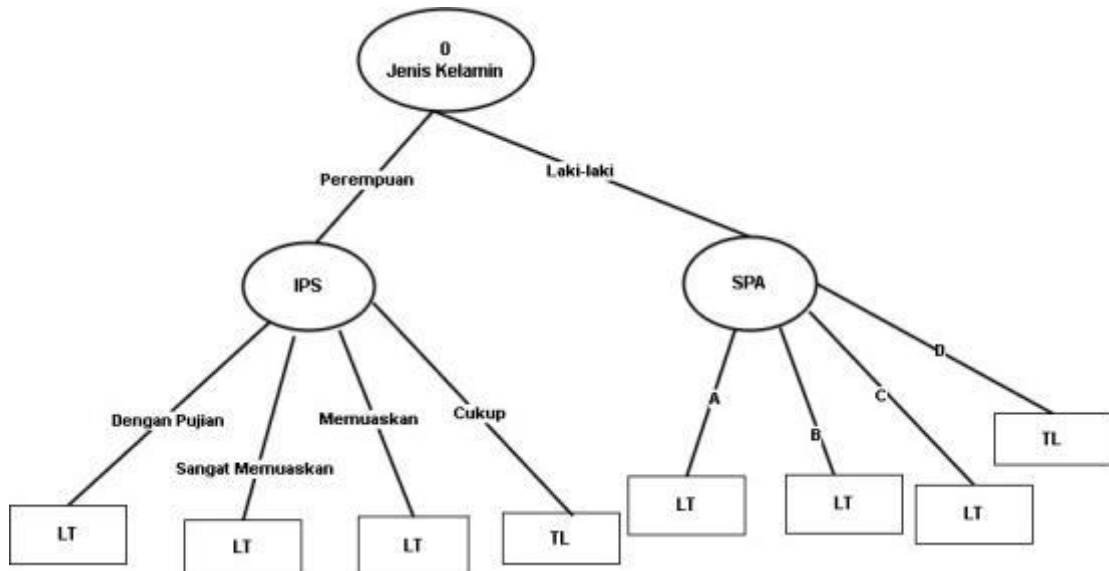 0
Jenis Kelamin
Perempuan
Laki-laki
IPS
SPA
Dengan Pujian
Sangat Memuaskan
Memuaskan
Cukup
A
B
C
D
LT
LT
LT
TL
LT
LT
LT
TL